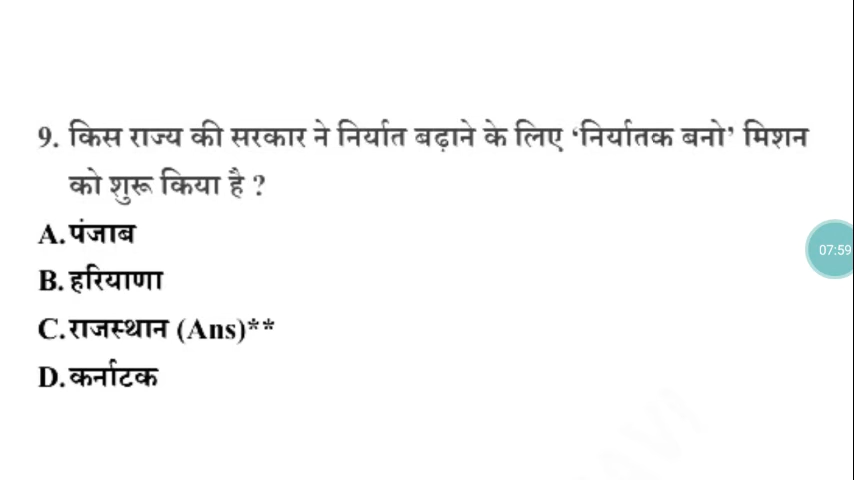 9. किस राज्य की सरकार ने निर्यात बढ़ाने के लिए ‘निर्यातक बनो’ मिशन
को शुरू किया है ?
A. पंजाब
07:59
B. हरियाणा
C. राजस्थान (Ans)**
D. कर्नाटक